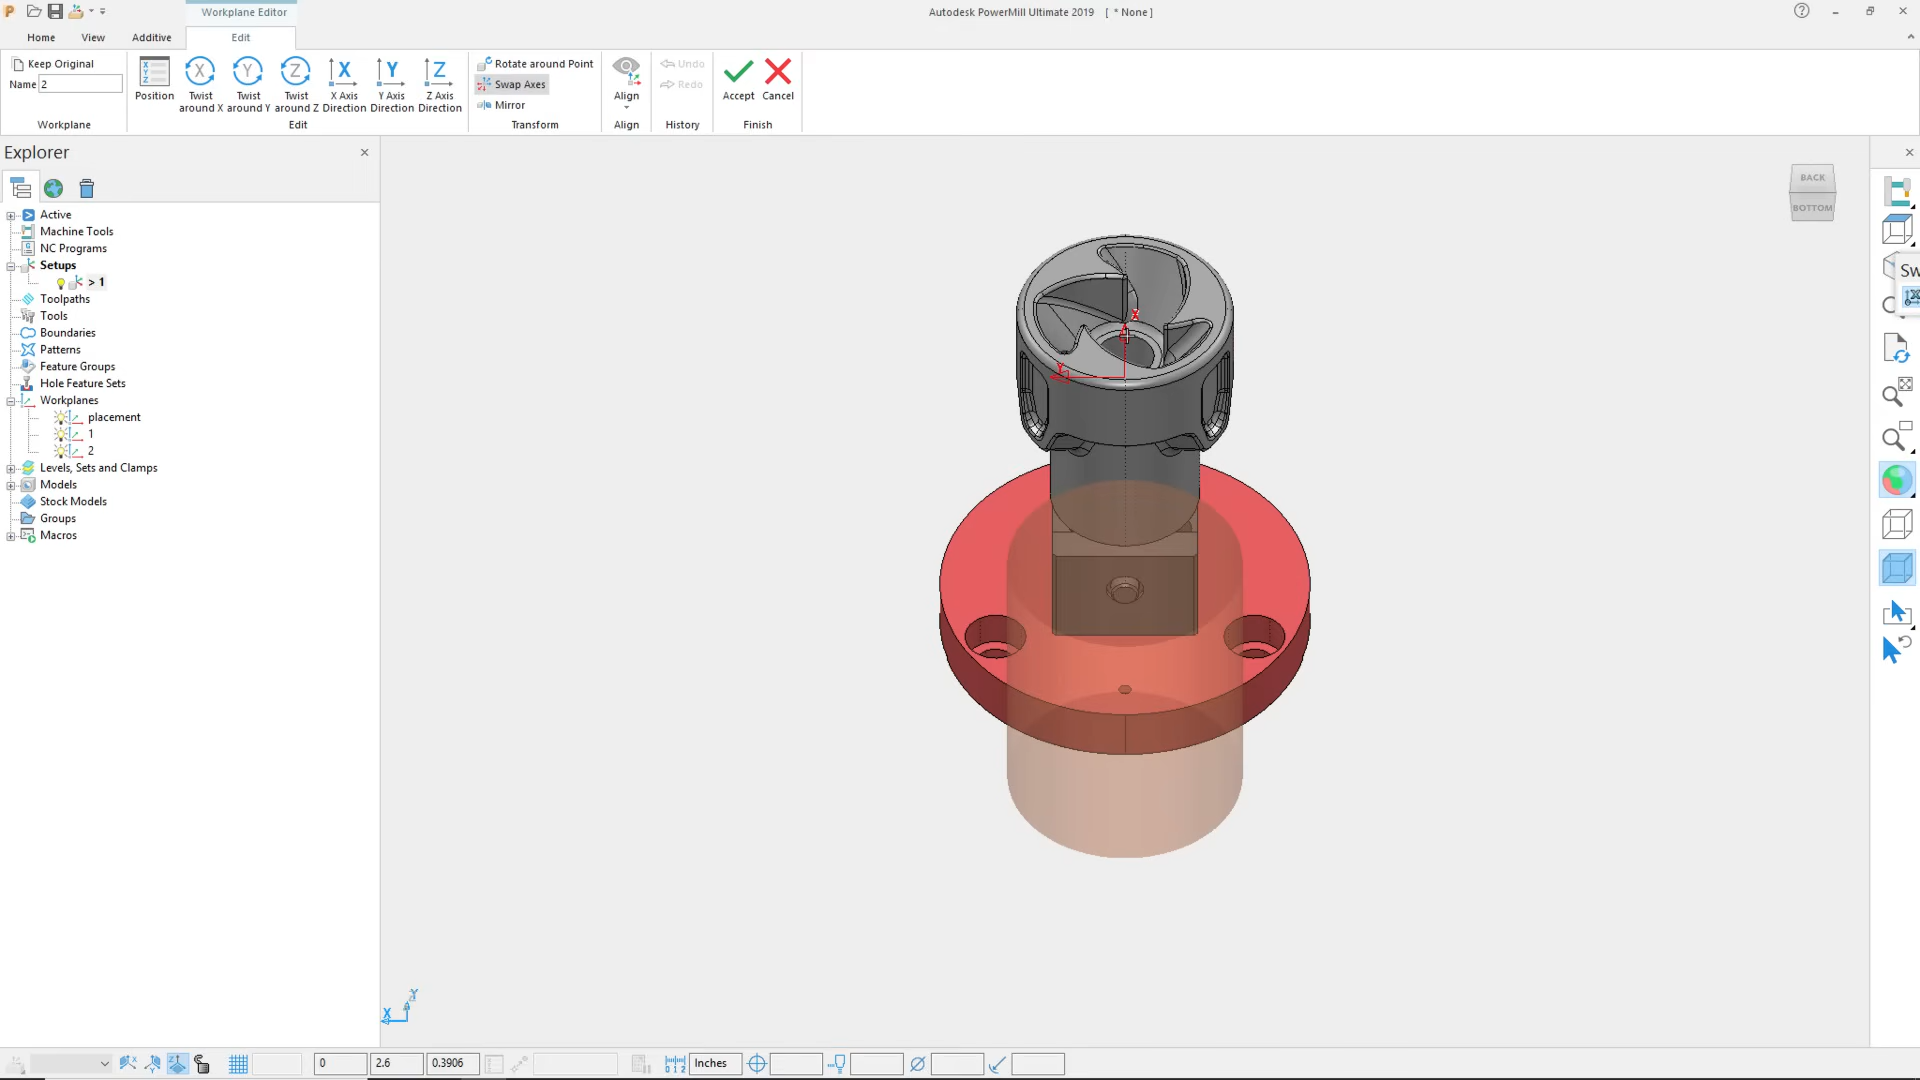 Workplane Editor
Autodesk PowerMill Ultimate 2019 [ * None ]
Home View Additive Edit
Keep Original
Name 2
Workplane
Position
Twist around X
Twist around Y
Twist around Z
X Axis Direction
Y Axis Direction
Z Axis Direction
Edit
Rotate around Point
Swap Axes
Mirror
Transform
Align
Align
Undo
Redo
History
Accept
Cancel
Finish
Explorer
Active
Machine Tools
NC Programs
Setups
> 1
Toolpaths
Tools
Boundaries
Patterns
Feature Groups
Hole Feature Sets
Workplanes
placement
1
2
Levels, Sets and Clamps
Models
Stock Models
Groups
Macros
BACK
BOTTOM
Sw
X
Y
Y
X
0 2.6 0.3906 Inches